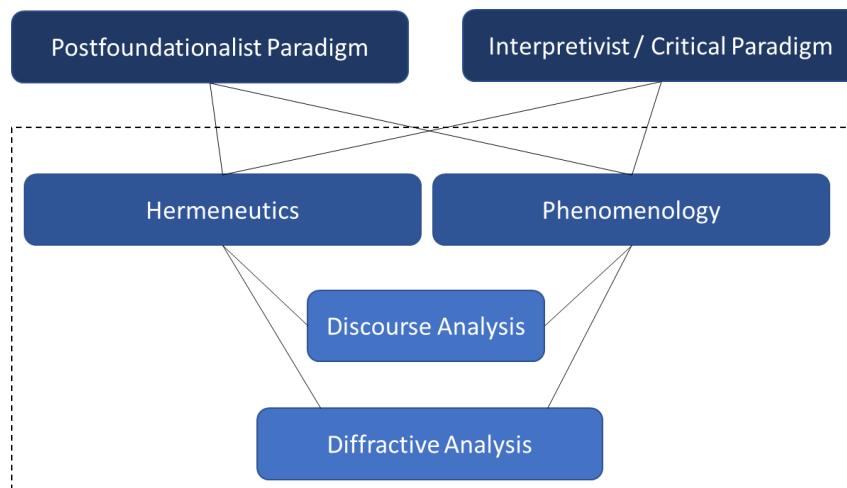 Postfoundationalist Paradigm
Interpretivist / Critical Paradigm
Hermeneutics
Phenomenology
Discourse Analysis
Diffractive Analysis